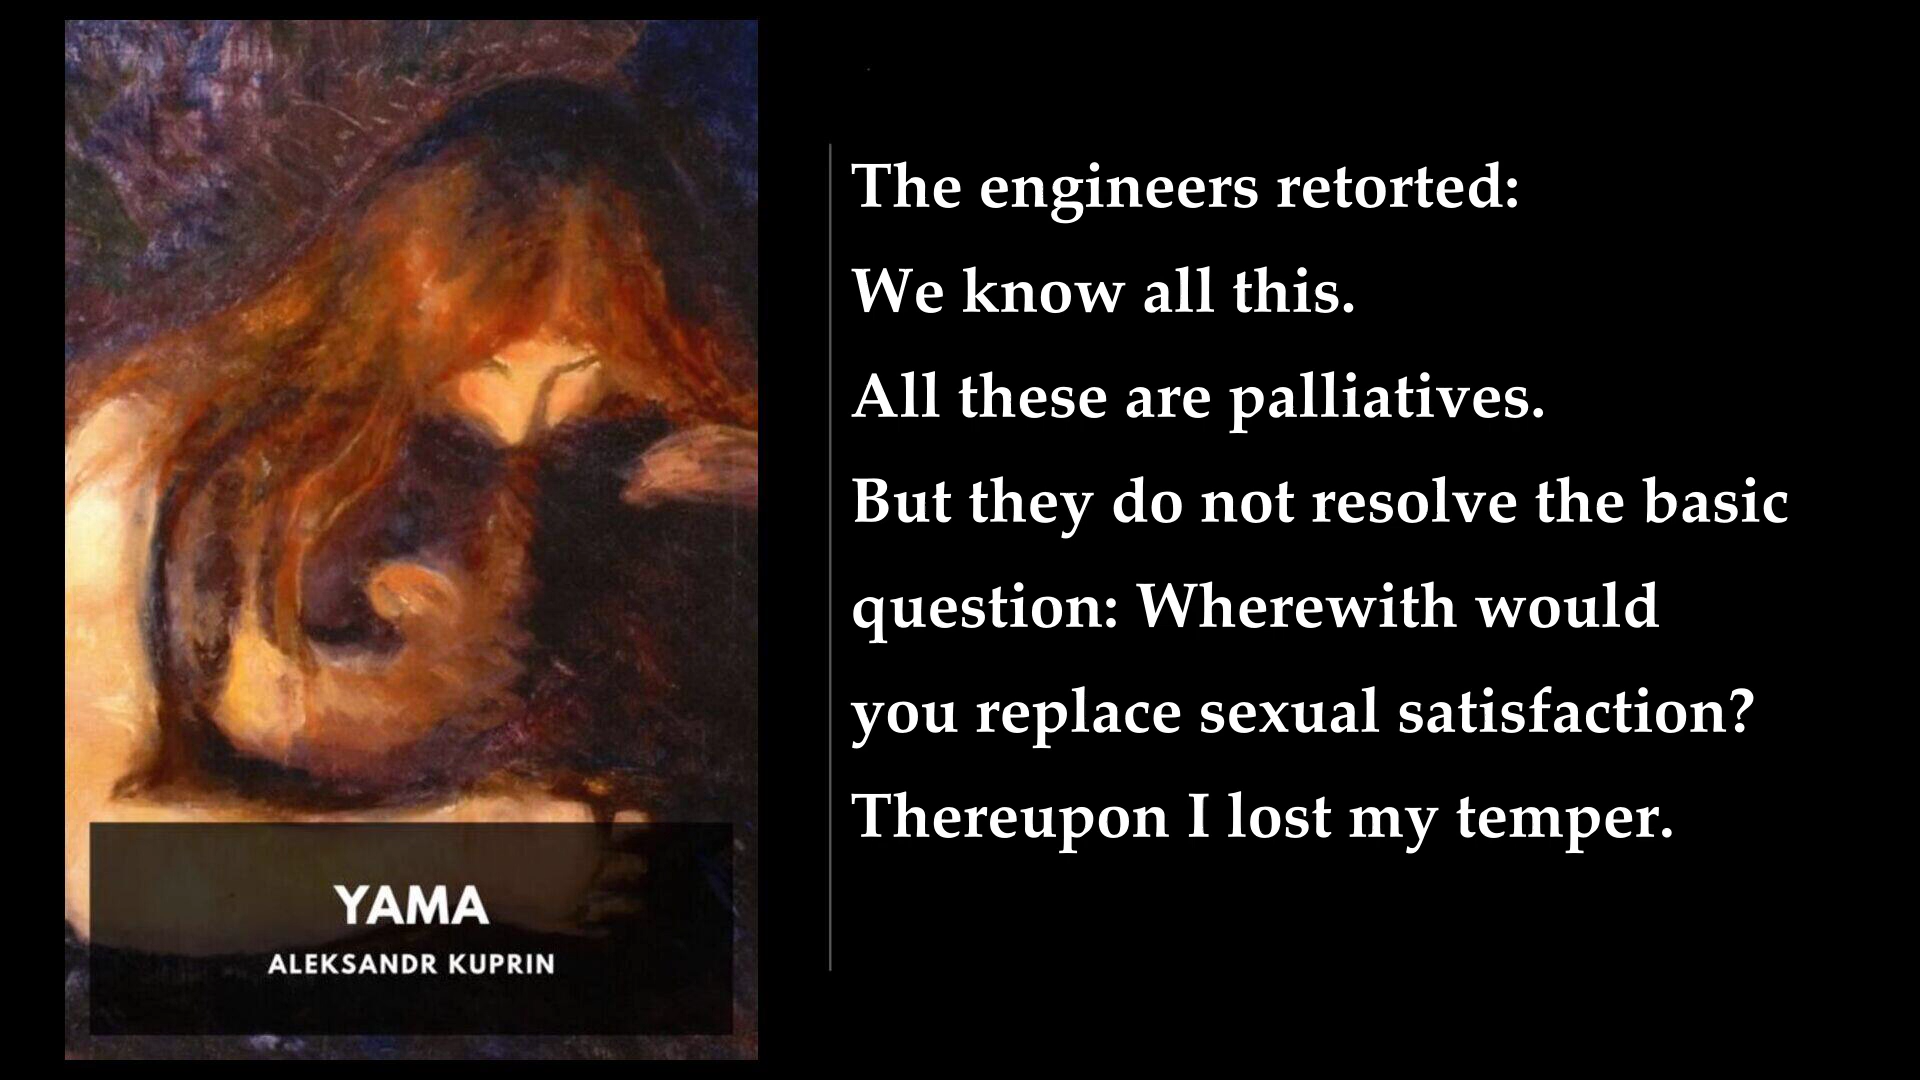 YAMA
ALEKSANDR KUPRIN
The engineers retorted:
We know all this.
All these are palliatives.
But they do not resolve the basic
question: Wherewith would
you replace sexual satisfaction?
Thereupon I lost my temper.